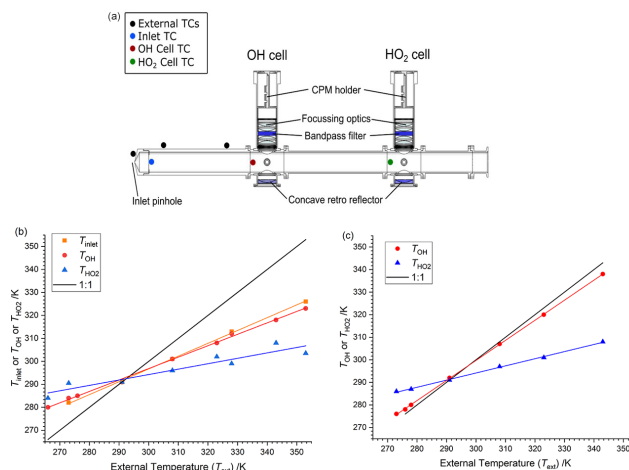 (a)
External TCs
Inlet TC
OH Cell TC
HO2 Cell TC
OH cell
HO2 cell
CPM holder
Focussing optics
Bandpass filter
Inlet pinhole
Concave retro reflector
(b)
350
340
330
320
310
300
290
280
270
Tinlet
TOH
THO2
1:1
Tinlet or TOH or THO2 /K
270 280 290 300 310 320 330 340 350
External Temperature (Text) /K
(c)
350
340
330
320
310
300
290
280
270
TOH
THO2
1:1
TOH or THO2 /K
270 280 290 300 310 320 330 340 350
External Temperature (Text) /K